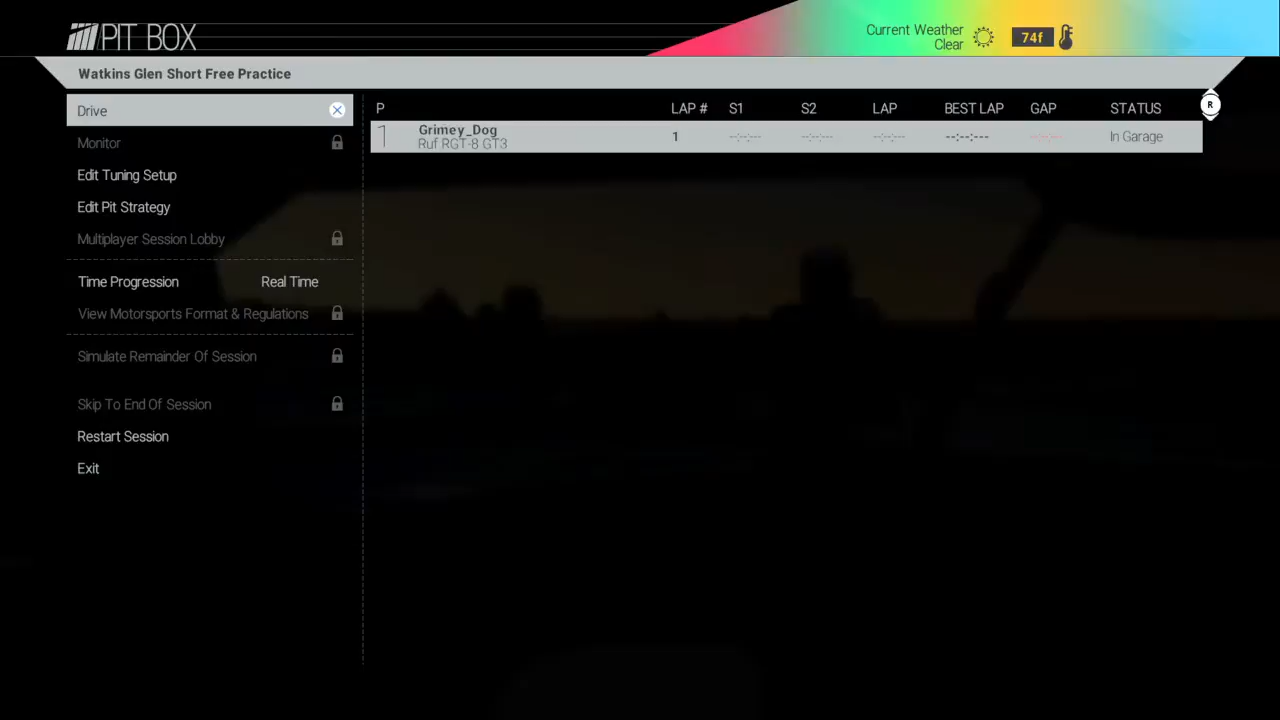 PIT BOX
Current Weather
Clear
74f
Watkins Glen Short Free Practice
Drive
Monitor
Edit Tuning Setup
Edit Pit Strategy
Multiplayer Session Lobby
Time Progression Real Time
View Motorsports Format & Regulations
Simulate Remainder Of Session
Skip To End Of Session
Restart Session
Exit
P LAP # S1 S2 LAP BEST LAP GAP STATUS
R
1 Grimey_Dog 1 --:--:--- --:--:--- --:--:--- --:--:--- --:--:--- In Garage
Ruf RGT-8 GT3